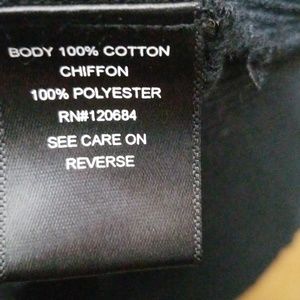 BODY 100% COTTON
CHIFFON
100% POLYESTER
RN#120684
SEE CARE ON
REVERSE